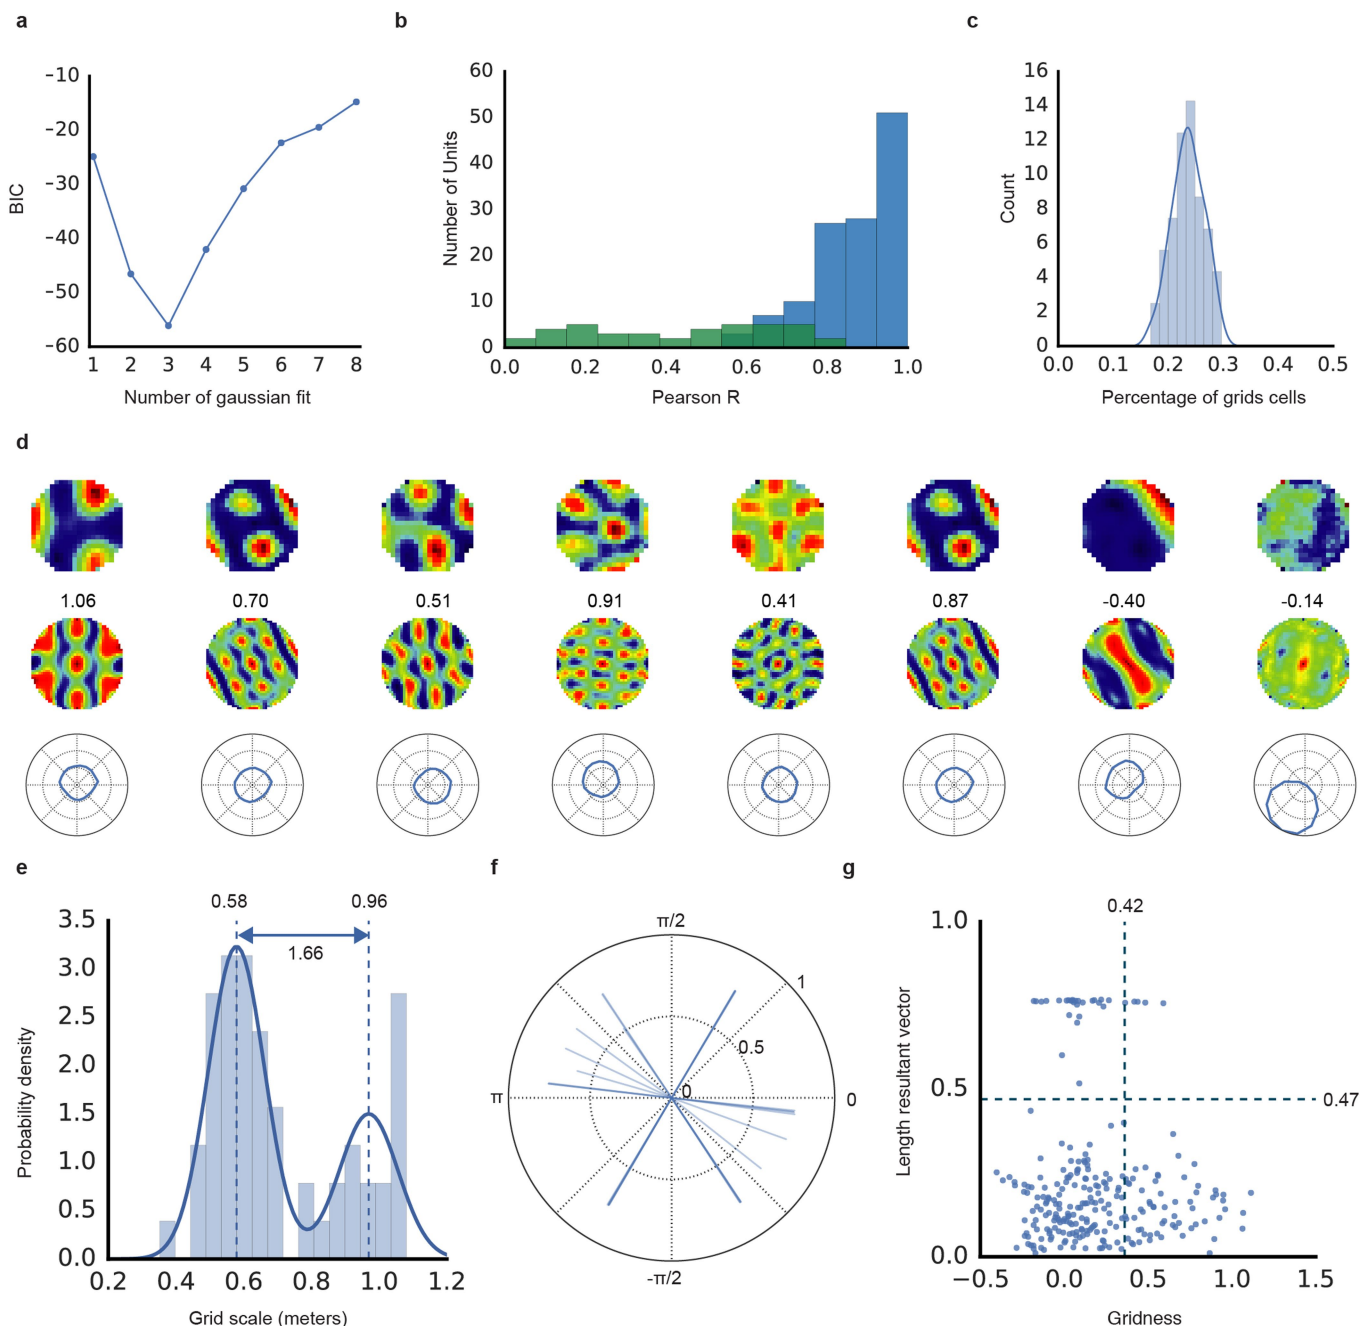 a
b
c
-10
-20
-30
-40
-50
-60
BIC
1 2 3 4 5 6 7 8
Number of gaussian fit
60
50
40
30
20
10
0
Number of Units
0.0 0.2 0.4 0.6 0.8 1.0
Pearson R
16
14
12
10
8
6
4
2
0
Count
0.0 0.1 0.2 0.3 0.4 0.5
Percentage of grids cells
d
1.06 0.70 0.51 0.91 0.41 0.87 -0.40 -0.14
e
f
g
0.58 0.96
1.66
3.5
3.0
2.5
2.0
1.5
1.0
0.5
0.0
Probability density
0.2 0.4 0.6 0.8 1.0 1.2
Grid scale (meters)
π/2
1
0.5
0
π
0
-π/2
0.42
1.0
0.5
0.0
0.47
Length resultant vector
−0.5 0.0 0.5 1.0 1.5
Gridness